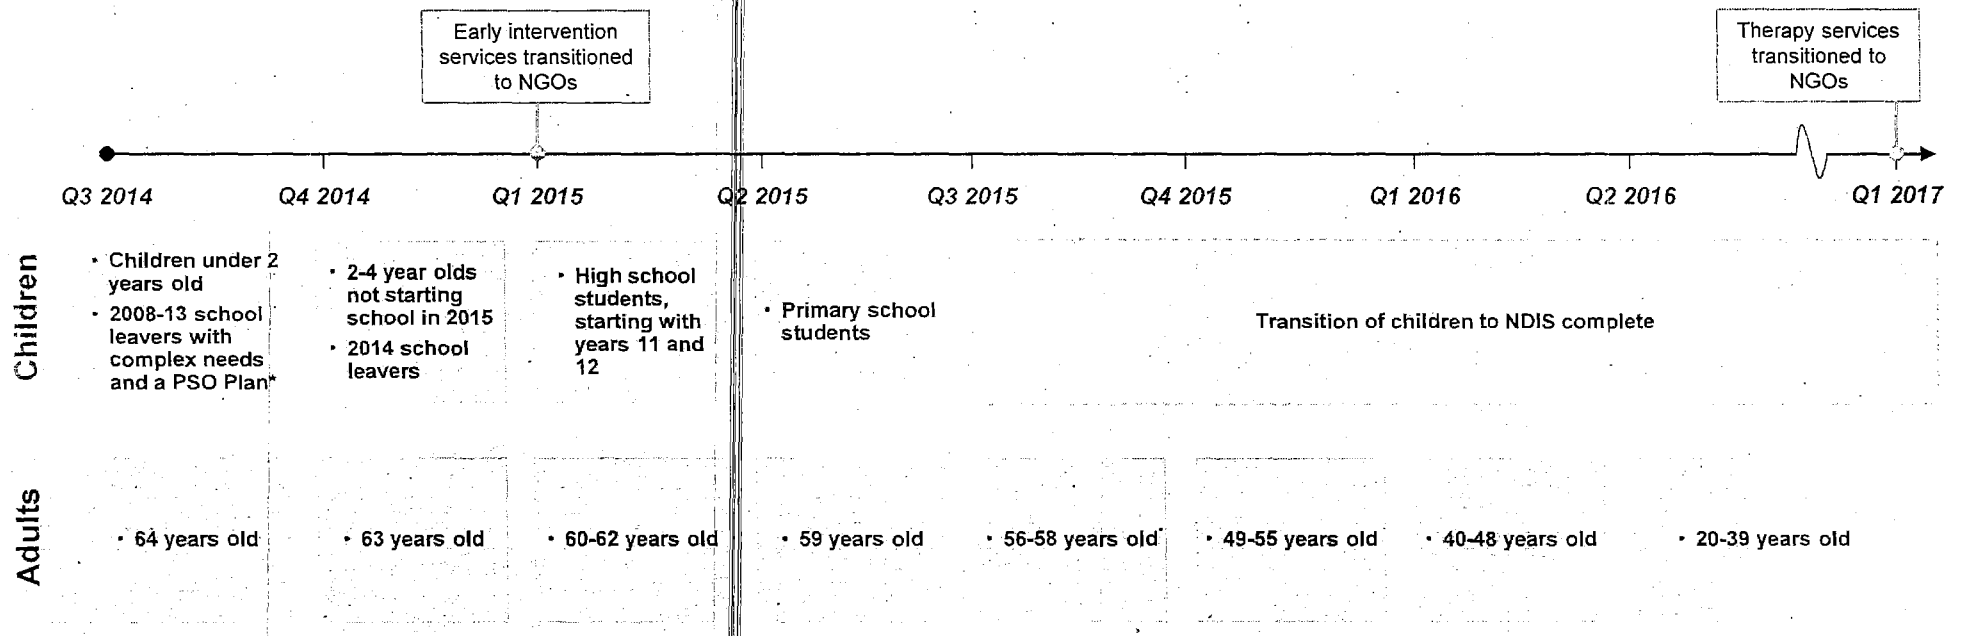 Early intervention
services transitioned
to NGOs
Therapy services
transitioned to
NGOs
Q3 2014
Q4 2014
Q1 2015
Q2 2015
Q3 2015
Q4 2015
Q1 2016
Q2 2016
Q1 2017
Children
• Children under 2
years old
• 2008-13 school
leavers with
complex needs
and a PSO Plan*
• 2-4 year olds
not starting
school in 2015
• 2014 school
leavers
• High school
students,
starting with
years 11 and
12
• Primary school
students
Transition of children to NDIS complete
Adults
• 64 years old
• 63 years old
• 60-62 years old
• 59 years old
• 56-58 years old
• 49-55 years old
• 40-48 years old
• 20-39 years old